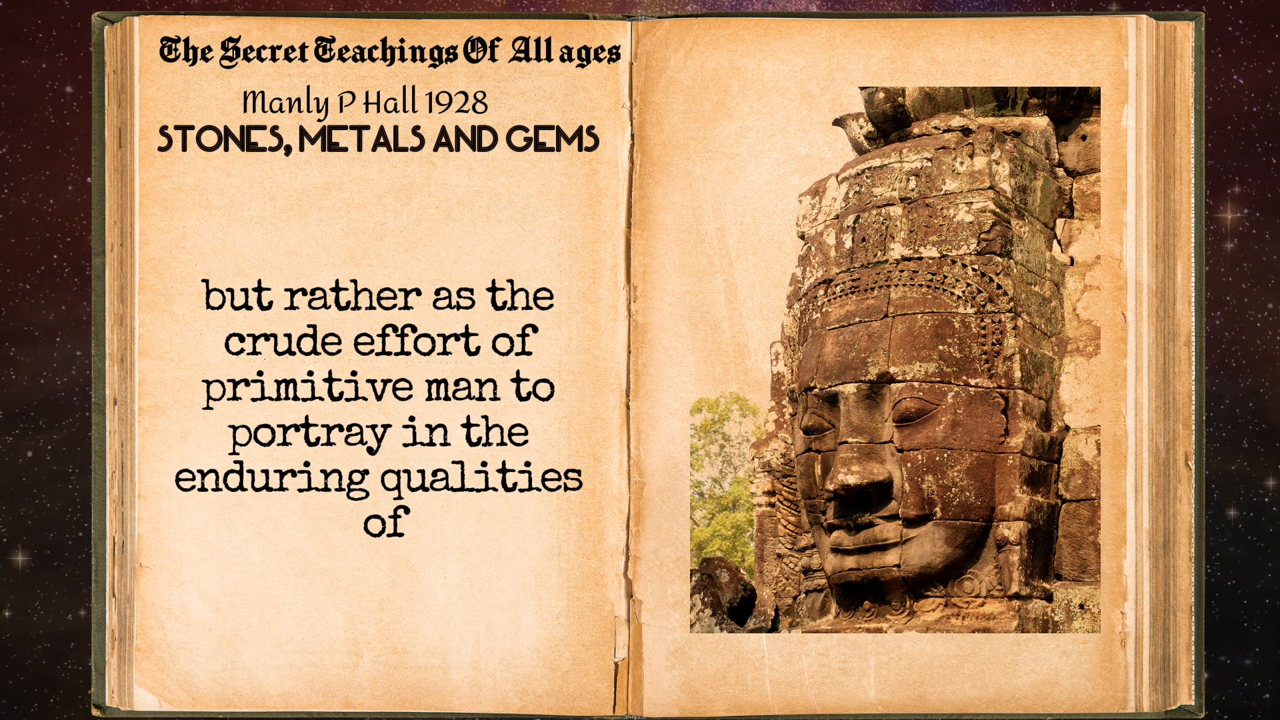 The Secret Teachings Of All ages
Manly P Hall 1928
STONES, METALS AND GEMS
but rather as the
crude effort of
primitive man to
portray in the
enduring qualities
of